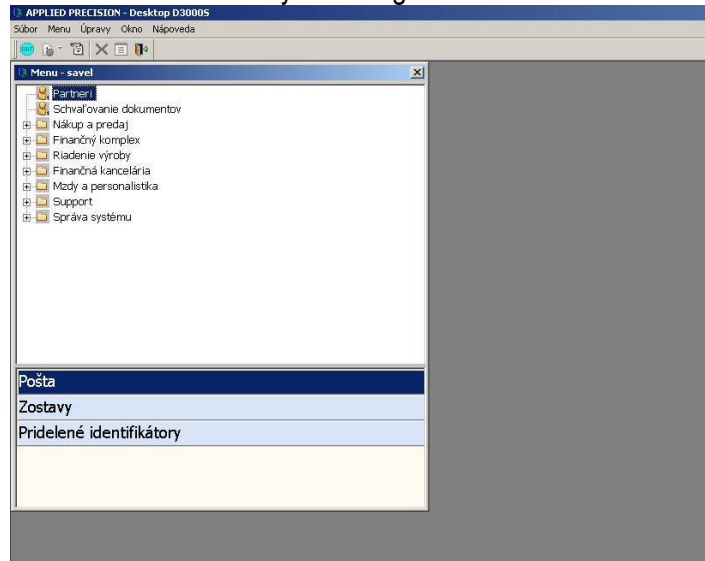 APPLIED PRECISION - Desktop D3000S
Súbor Menu Úpravy Okno Nápoveda
EXIT
Menu - savel
Partneri
Schvaľovanie dokumentov
Nákup a predaj
Finančný komplex
Riadenie výroby
Finančná kancelária
Mzdy a personalistika
Support
Správa systému
Pošta
Zostavy
Pridelené identifikátory